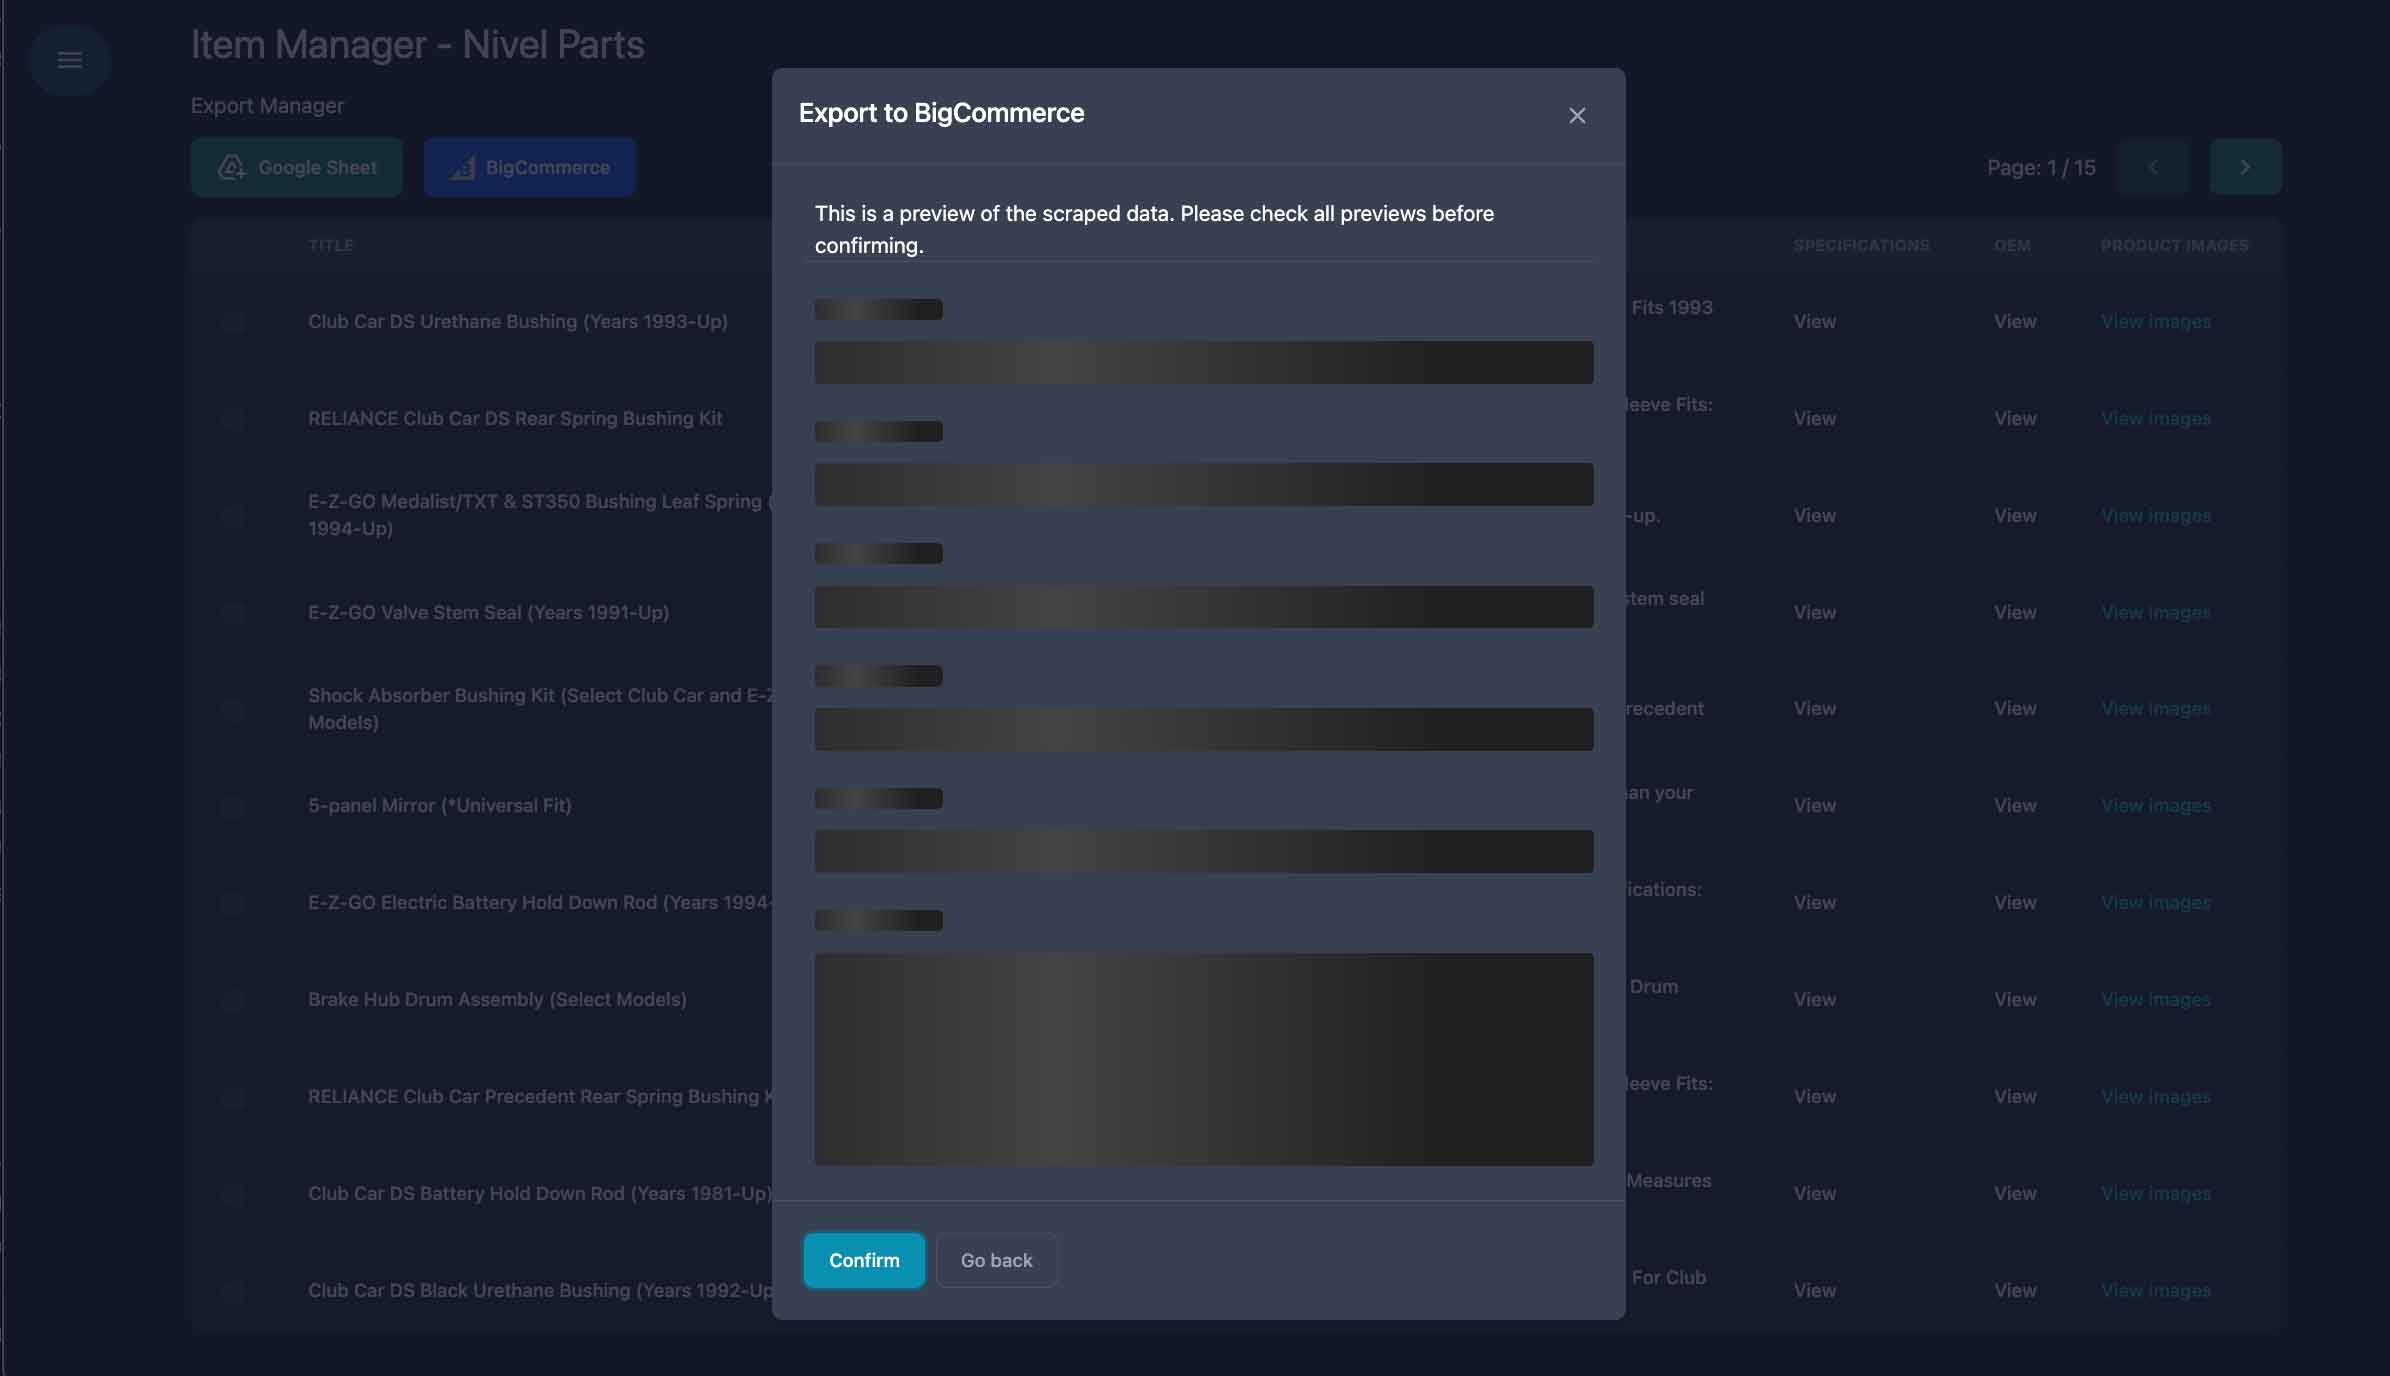 Item Manager - Nivel Parts
Export Manager
Google Sheet
BigCommerce
Page: 1 / 15
TITLE
SPECIFICATIONS
OEM
PRODUCT IMAGES
Club Car DS Urethane Bushing (Years 1993-Up)
Fits 1993
View
View
View images
RELIANCE Club Car DS Rear Spring Bushing Kit
leeve Fits:
View
View
View images
E-Z-GO Medalist/TXT & ST350 Bushing Leaf Spring (
1994-Up)
-up.
View
View
View images
E-Z-GO Valve Stem Seal (Years 1991-Up)
stem seal
View
View
View images
Shock Absorber Bushing Kit (Select Club Car and E-Z
Models)
recedent
View
View
View images
5-panel Mirror (*Universal Fit)
an your
View
View
View images
E-Z-GO Electric Battery Hold Down Rod (Years 1994-
ications:
View
View
View images
Brake Hub Drum Assembly (Select Models)
Drum
View
View
View images
RELIANCE Club Car Precedent Rear Spring Bushing K
leeve Fits:
View
View
View images
Club Car DS Battery Hold Down Rod (Years 1981-Up)
Measures
View
View
View images
Club Car DS Black Urethane Bushing (Years 1992-Up
For Club
View
View
View images
Export to BigCommerce
This is a preview of the scraped data. Please check all previews before
confirming.
Confirm
Go back